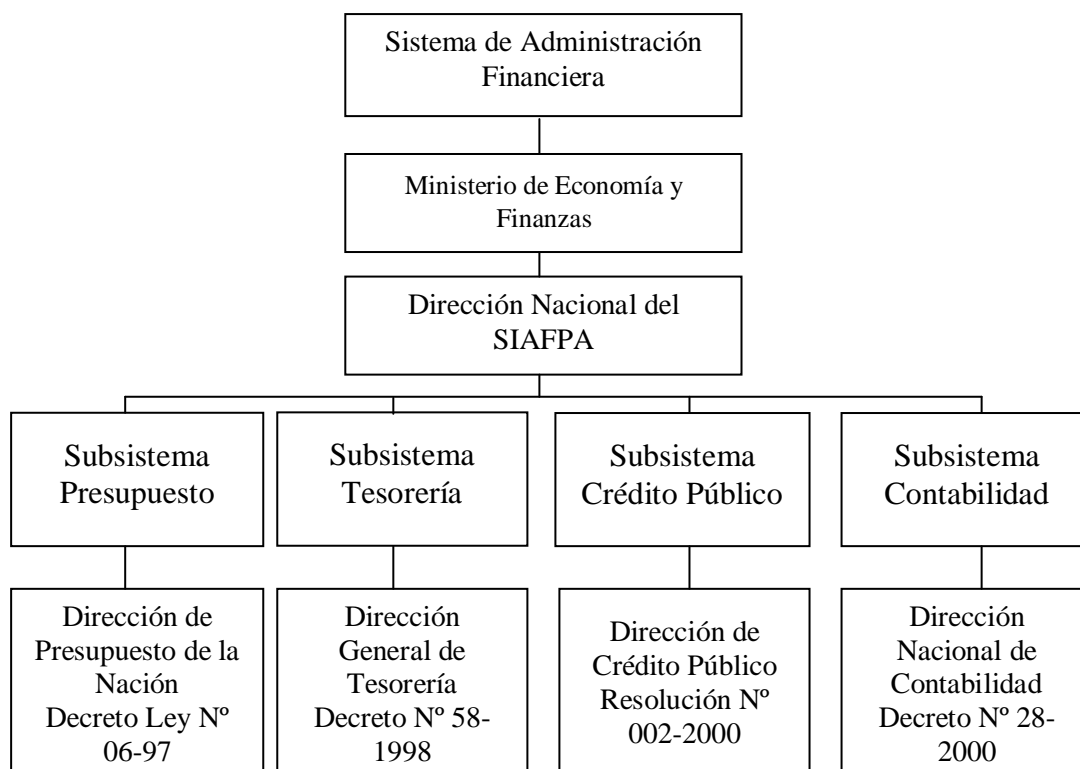 Sistema de Administración
Financiera
Ministerio de Economía y
Finanzas
Dirección Nacional del
SIAFPA
Subsistema
Presupuesto
Subsistema
Tesorería
Subsistema
Crédito Público
Subsistema
Contabilidad
Dirección de
Presupuesto de la
Nación
Decreto Ley Nº
06-97
Dirección
General de
Tesorería
Decreto Nº 58-
1998
Dirección de
Crédito Público
Resolución Nº
002-2000
Dirección
Nacional de
Contabilidad
Decreto Nº 28-
2000